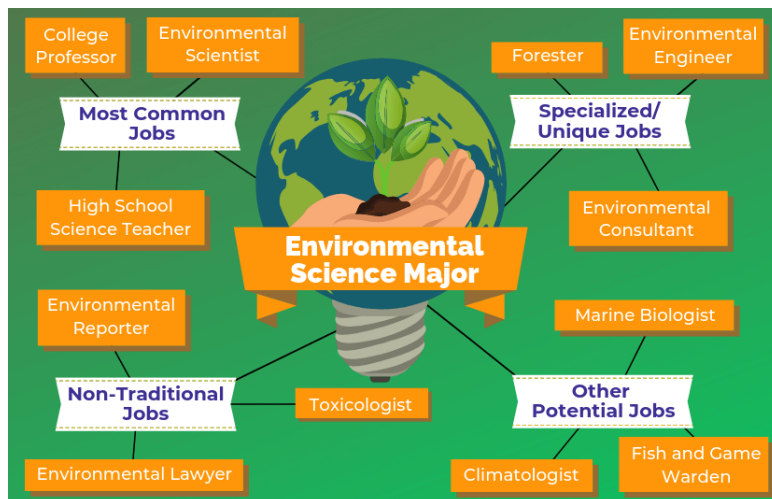 College
Professor
Environmental
Scientist
Most Common
Jobs
High School
Science Teacher
Forester
Environmental
Engineer
Specialized/
Unique Jobs
Environmental
Consultant
Environmental
Science Major
Environmental
Reporter
Non-Traditional
Jobs
Toxicologist
Environmental Lawyer
Marine Biologist
Other
Potential Jobs
Climatologist
Fish and Game
Warden